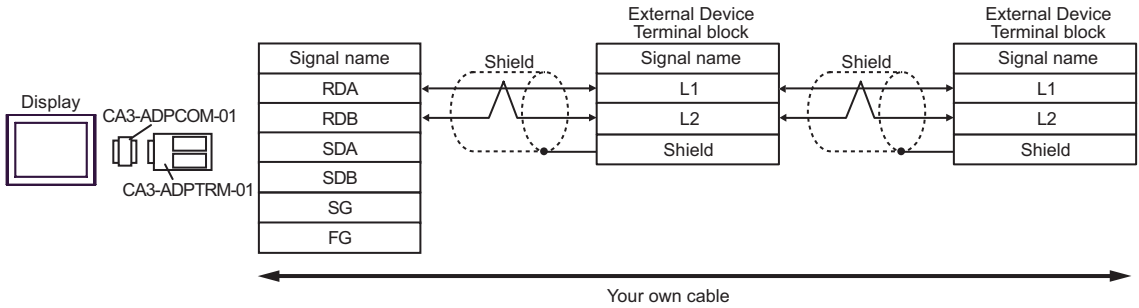 Display
CA3-ADPCOM-01
CA3-ADPTRM-01
Signal name
RDA
RDB
SDA
SDB
SG
FG
Shield
External Device
Terminal block
Signal name
L1
L2
Shield
Shield
External Device
Terminal block
Signal name
L1
L2
Shield
Your own cable